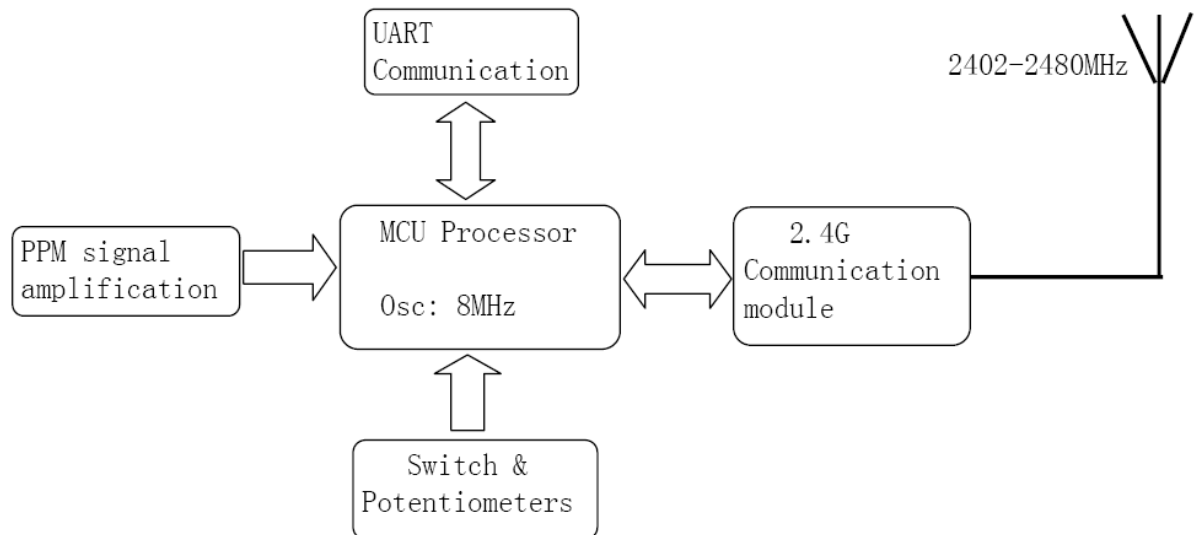 UART
Communication
2402-2480MHz
PPM signal
amplification
MCU Processor
Osc: 8MHz
2.4G
Communication
module
Switch &
Potentiometers